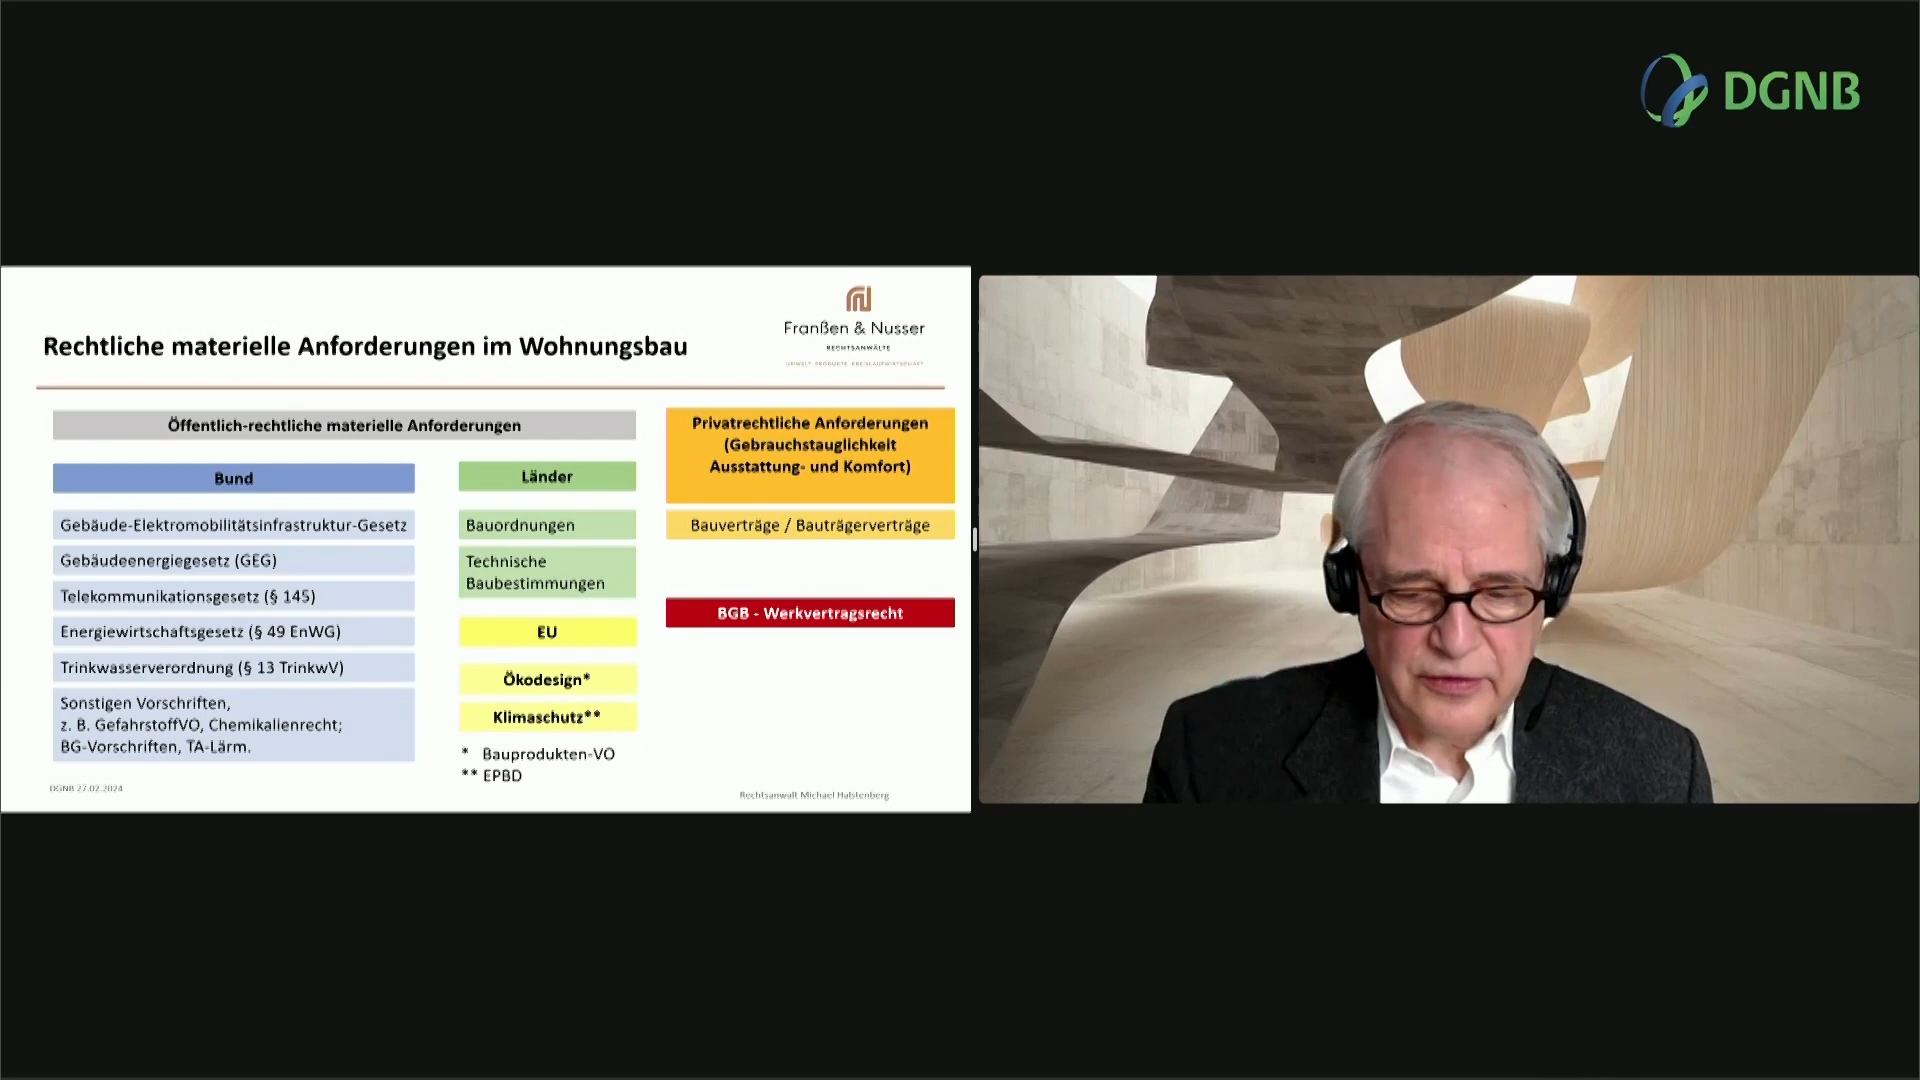 DGNB
Franßen & Nusser
RECHTSANWÄLTE
UMWELT PRODUKTE KREISLAUFWIRTSCHAFT
Rechtliche materielle Anforderungen im Wohnungsbau
Öffentlich-rechtliche materielle Anforderungen
Bund
Gebäude-Elektromobilitätsinfrastruktur-Gesetz
Gebäudeenergiegesetz (GEG)
Telekommunikationsgesetz (§ 145)
Energiewirtschaftsgesetz (§ 49 EnWG)
Trinkwasserverordnung (§ 13 TrinkwV)
Sonstigen Vorschriften,
z. B. GefahrstoffVO, Chemikalienrecht;
BG-Vorschriften, TA-Lärm.
Länder
Bauordnungen
Technische
Baubestimmungen
EU
Ökodesign*
Klimaschutz**
* Bauprodukten-VO
** EPBD
Privatrechtliche Anforderungen
(Gebrauchstauglichkeit
Ausstattung- und Komfort)
Bauverträge / Bauträgerverträge
BGB - Werkvertragsrecht
DGNB 27.02.2024
Rechtsanwalt Michael Halstenberg